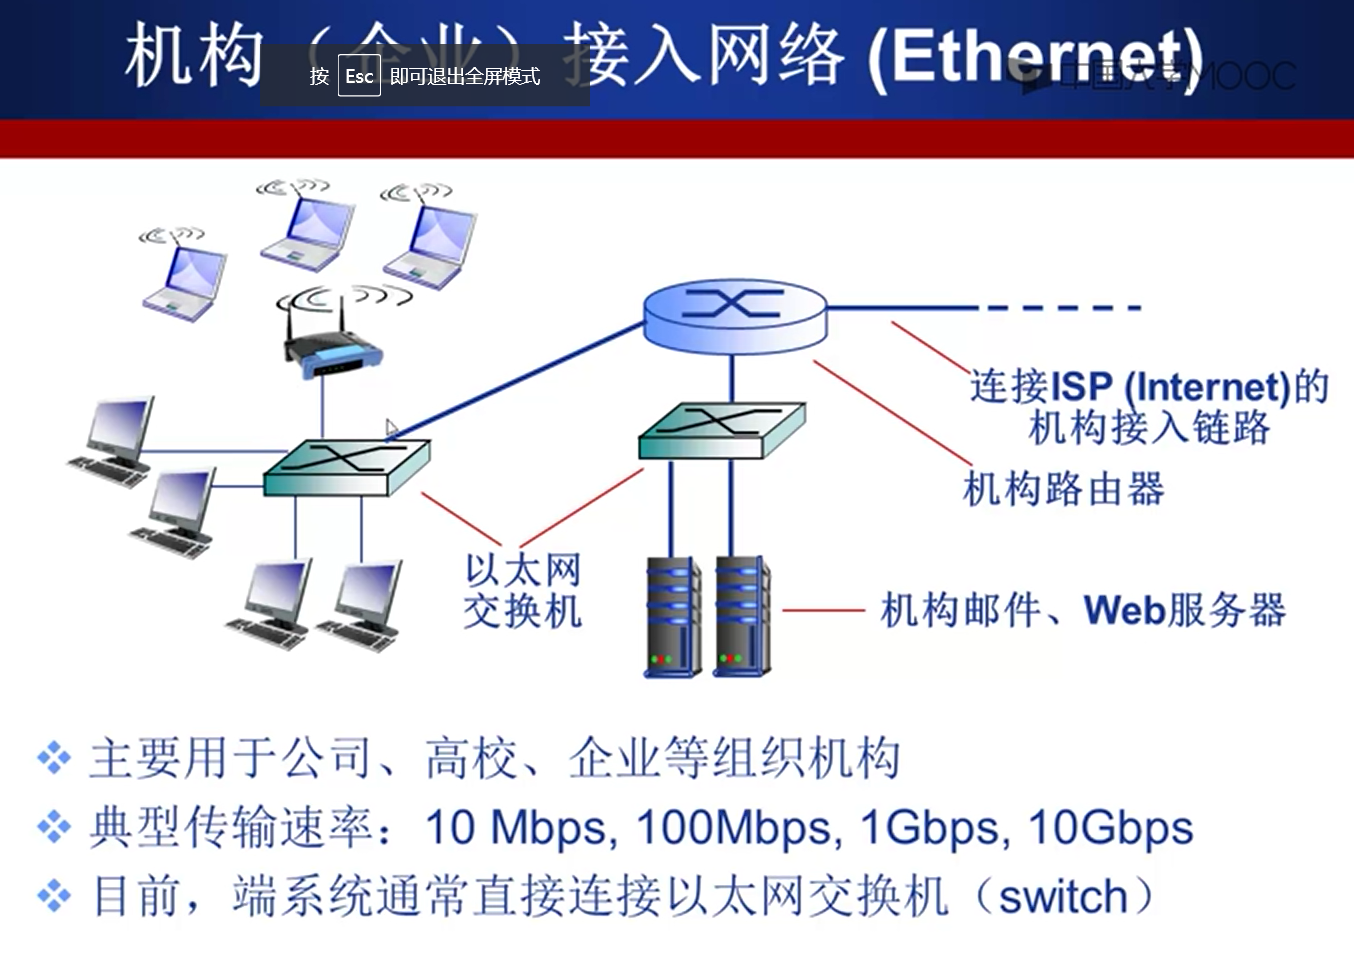 机构（企业）接入网络 (Ethernet)
按 Esc 即可退出全屏模式
中国大学MOOC
连接ISP (Internet)的
机构接入链路
机构路由器
以太网
交换机
机构邮件、Web服务器
主要用于公司、高校、企业等组织机构
典型传输速率：10 Mbps, 100Mbps, 1Gbps, 10Gbps
目前，端系统通常直接连接以太网交换机（switch）